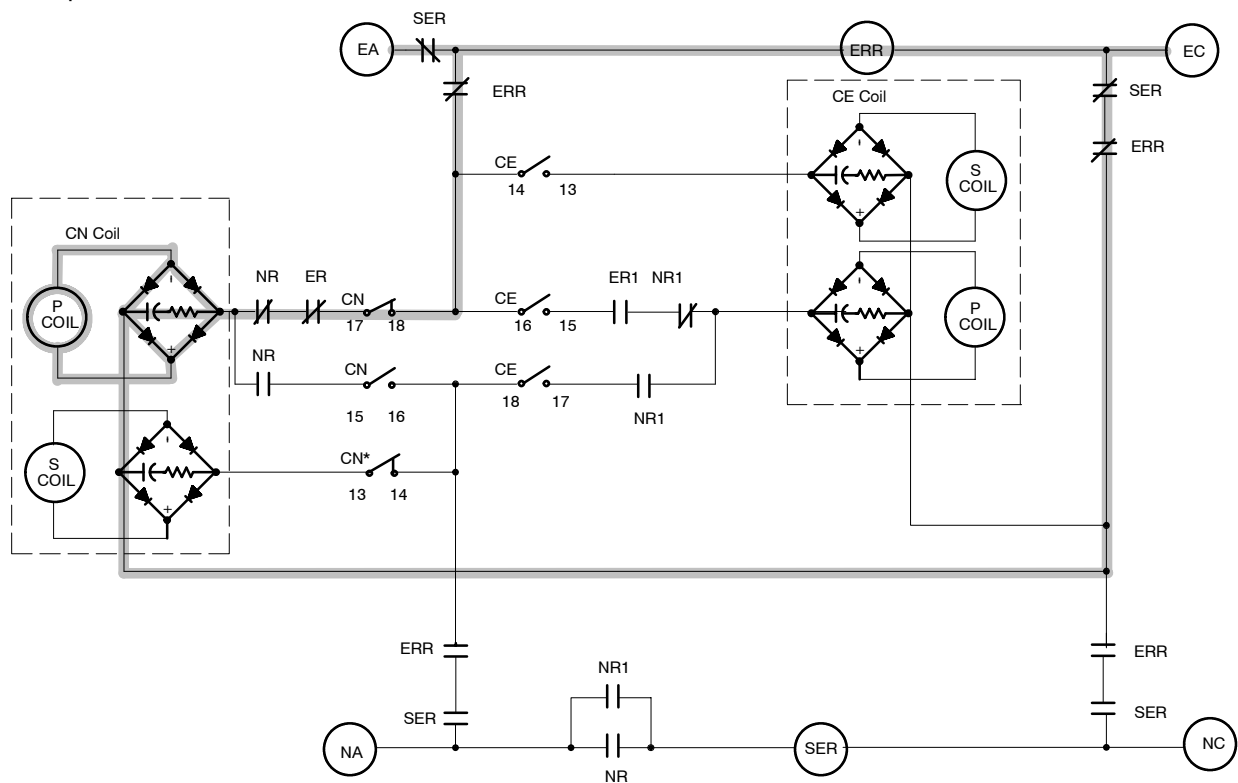 SER
EA
ERR
EC
ERR
CE Coil
SER
ERR
CE
14 13
S
COIL
CN Coil
NR ER
CN
17 18
CE
16 15
ER1 NR1
P
COIL
P
COIL
NR
CN
15 16
CE
18 17
NR1
S
COIL
CN*
13 14
ERR
ERR
NR1
SER
SER
NA
NR
SER
NC